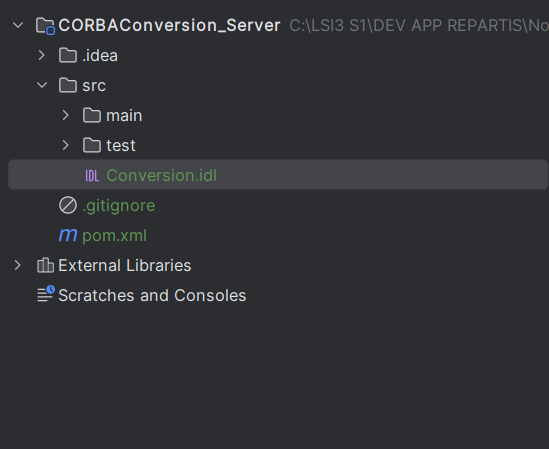 CORBAConversion_Server C:\LSI3 S1\DEV APP REPARTIS\No
.idea
src
main
test
IDL Conversion.idl
.gitignore
m pom.xml
External Libraries
Scratches and Consoles